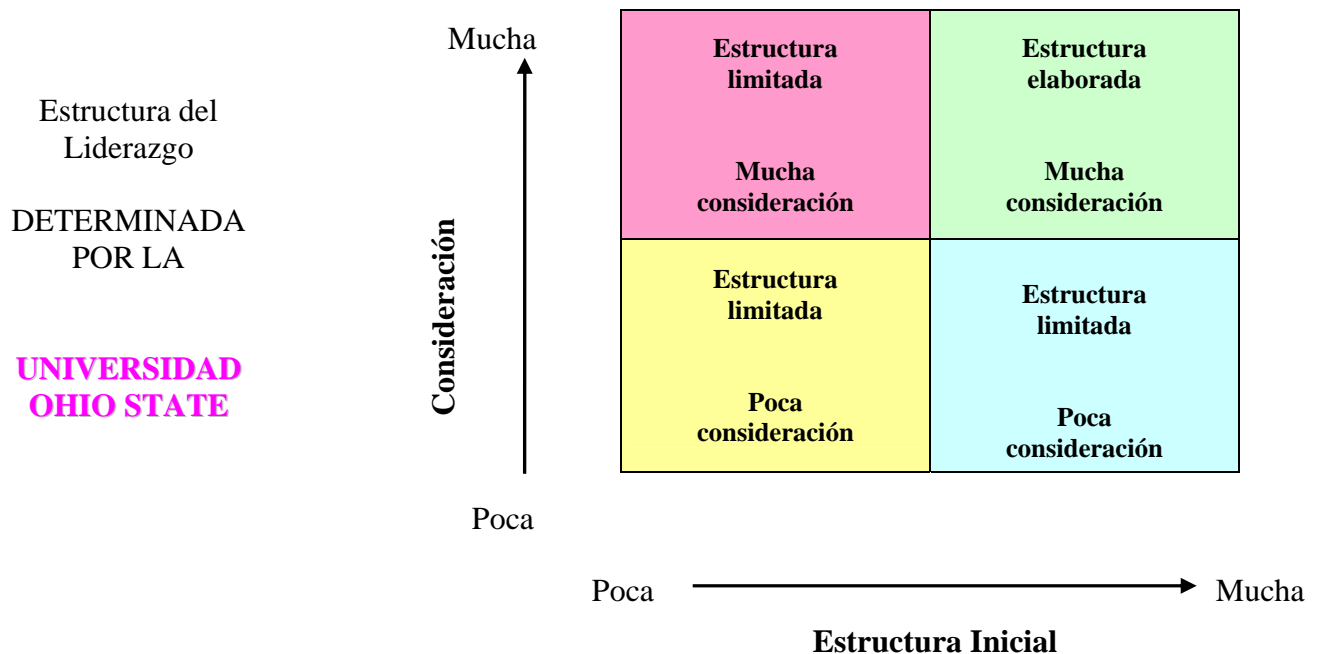 Estructura del
Liderazgo
DETERMINADA
POR LA
UNIVERSIDAD
OHIO STATE
Mucha
Consideración
Poca
Estructura
limitada
Mucha
consideración
Estructura
elaborada
Mucha
consideración
Estructura
limitada
Poca
consideración
Estructura
limitada
Poca
consideración
Poca
Mucha
Estructura Inicial